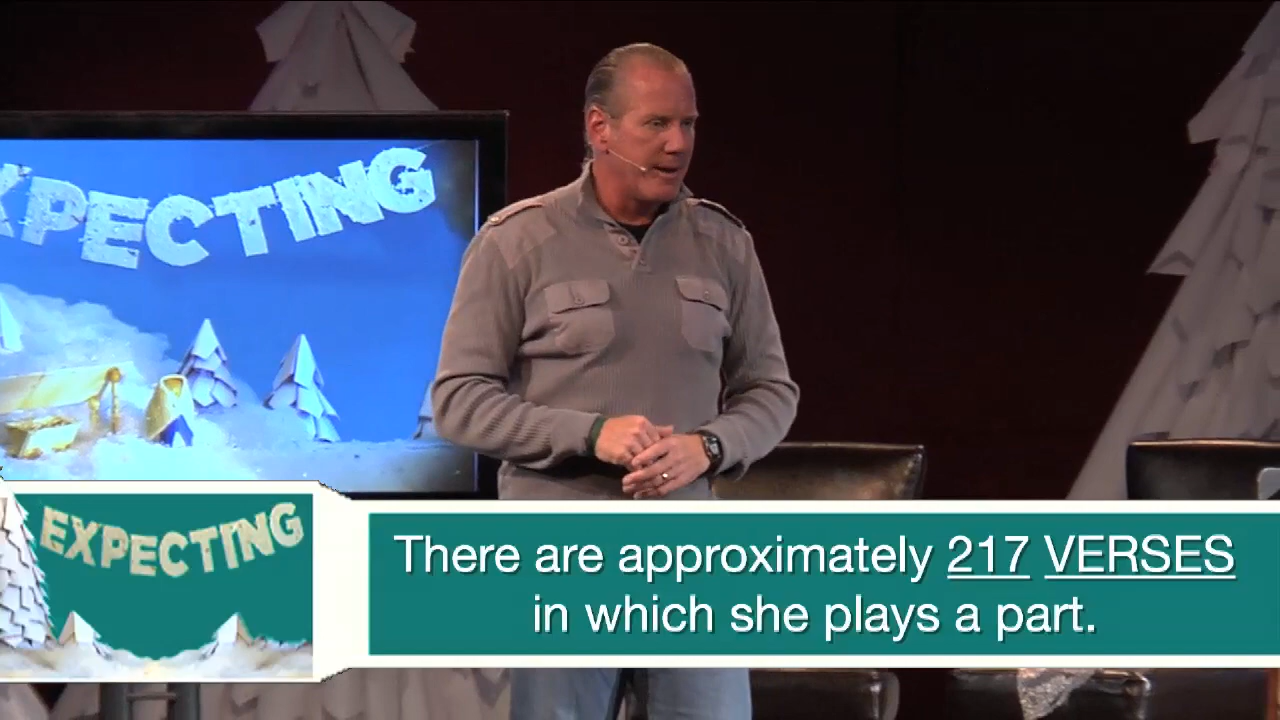 XPECTING
EXPECTING
There are approximately 217 VERSES
in which she plays a part.